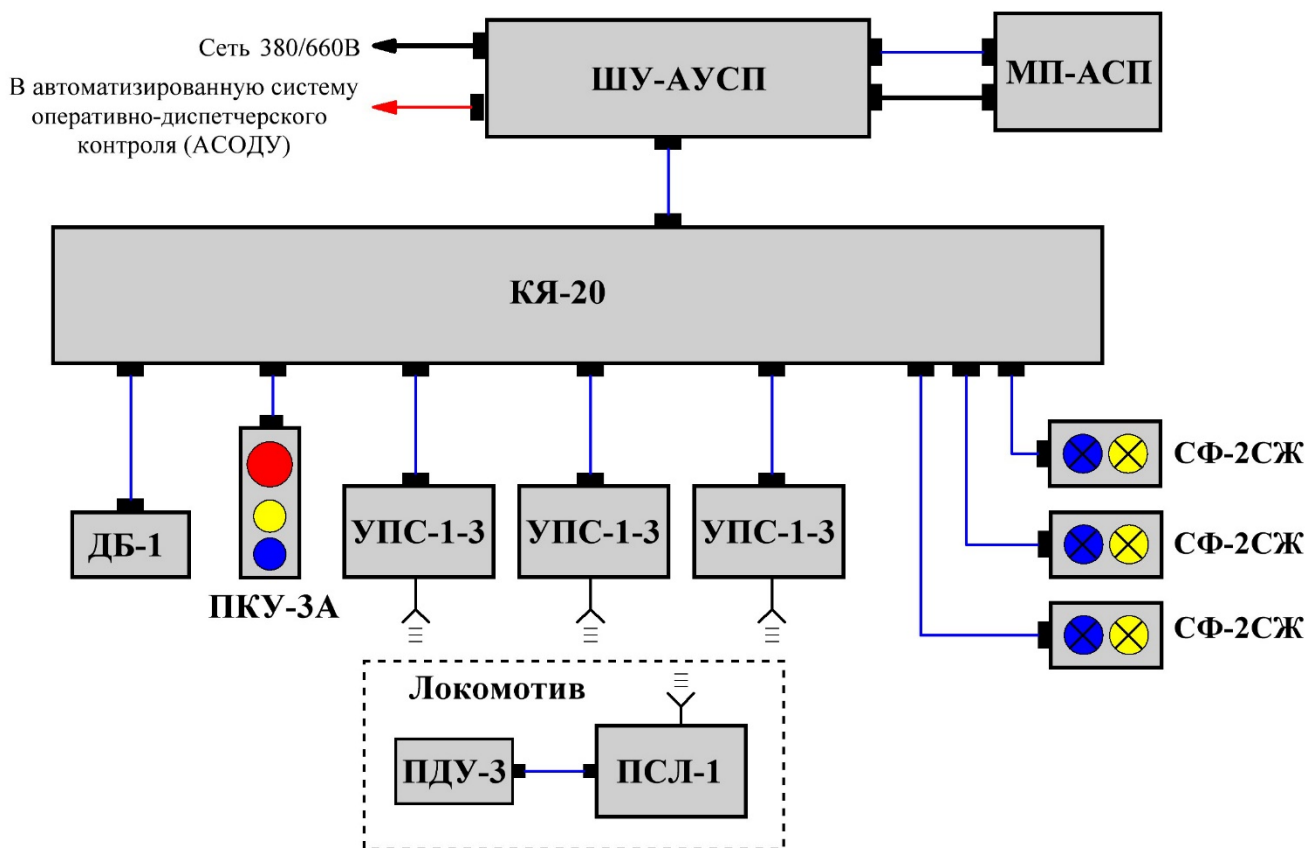 Сеть 380/660В
В автоматизированную систему
оперативно-диспетчерского
контроля (АСОДУ)
ШУ-АУСП
МП-АСП
КЯ-20
ДБ-1
ПКУ-3А
УПС-1-3
УПС-1-3
УПС-1-3
СФ-2СЖ
СФ-2СЖ
СФ-2СЖ
Локомотив
ПДУ-3
ПСЛ-1